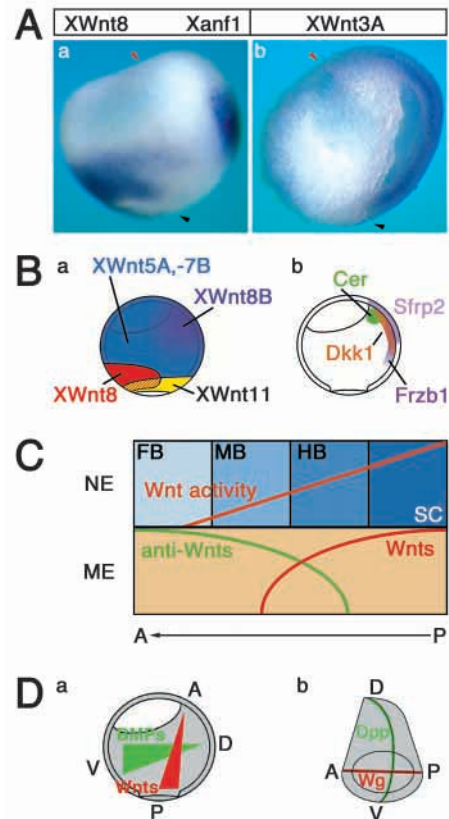 A
XWnt8 Xanf1 XWnt3A
a b
B
a b
XWnt5A,-7B
XWnt8B
XWnt8
XWnt11
Cer
Sfrp2
Dkk1
Frzb1
C
FB MB HB
NE
Wnt activity
SC
anti-Wnts Wnts
ME
A P
D
a b
A
BMPs
D
V
Wnts
P
D
Dpp
A P
Wg
V